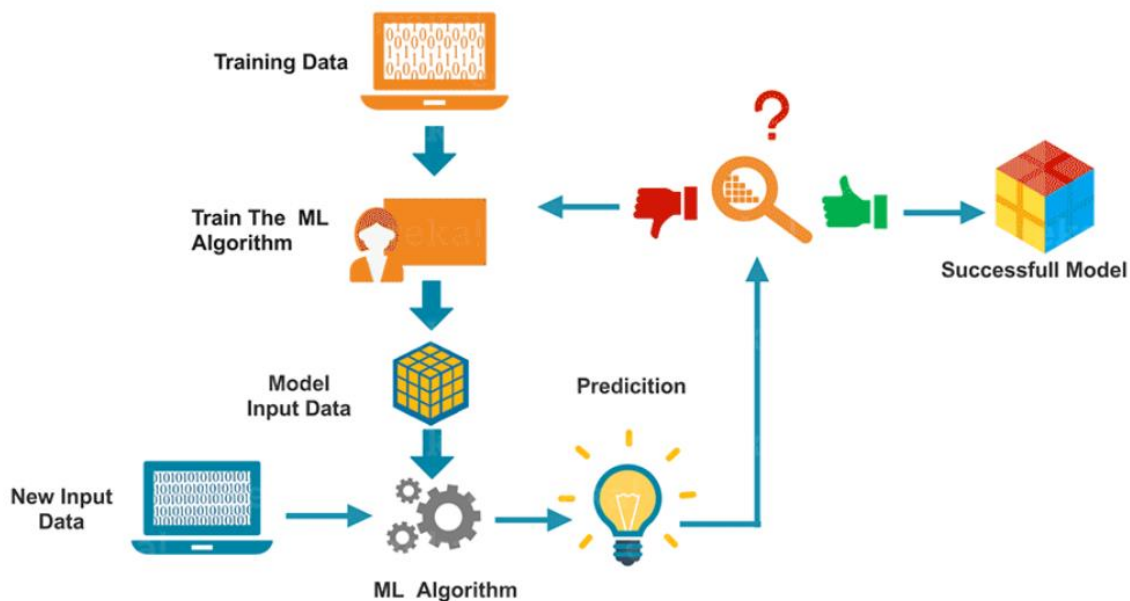 Training Data
?
Train The ML
Algorithm
Successfull Model
Model
Input Data
Predicition
New Input
Data
ML Algorithm